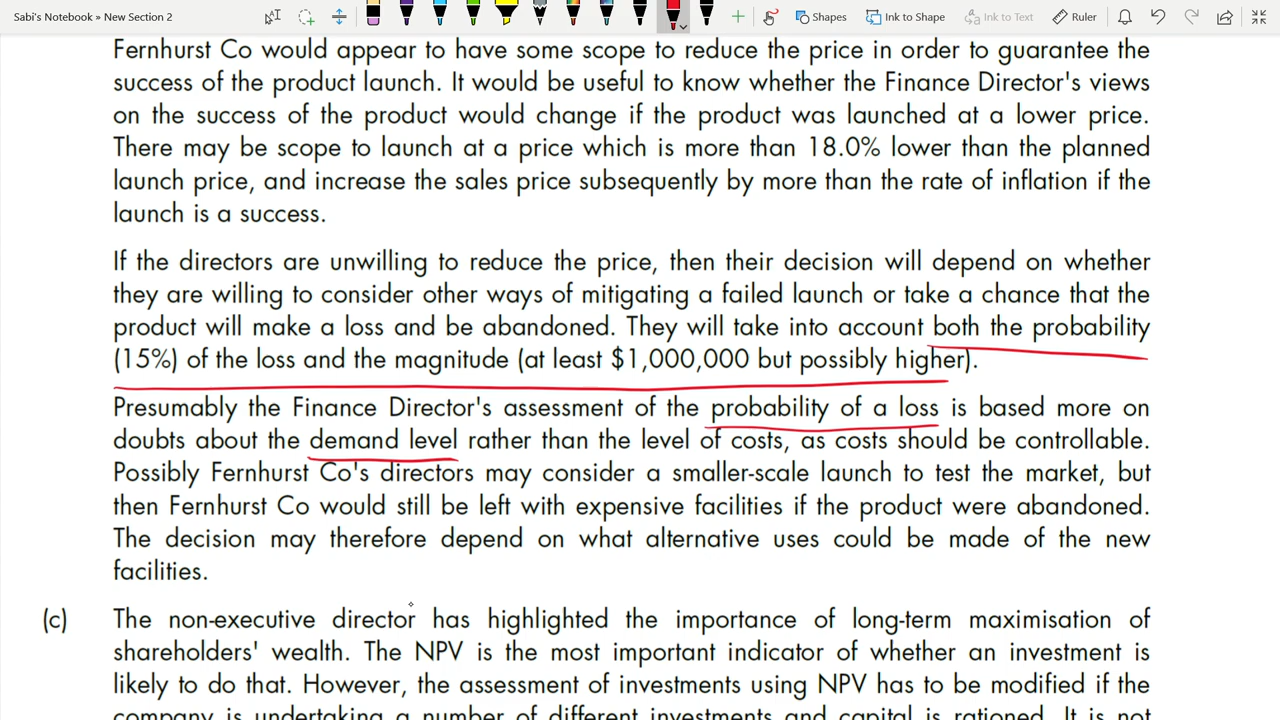 Sabi's Notebook » New Section 2
Shapes
Ink to Shape
Ink to Text
Ruler
Fernhurst Co would appear to have some scope to reduce the price in order to guarantee the
success of the product launch. It would be useful to know whether the Finance Director's views
on the success of the product would change if the product was launched at a lower price.
There may be scope to launch at a price which is more than 18.0% lower than the planned
launch price, and increase the sales price subsequently by more than the rate of inflation if the
launch is a success.
If the directors are unwilling to reduce the price, then their decision will depend on whether
they are willing to consider other ways of mitigating a failed launch or take a chance that the
product will make a loss and be abandoned. They will take into account both the probability
(15%) of the loss and the magnitude (at least $1,000,000 but possibly higher).
Presumably the Finance Director's assessment of the probability of a loss is based more on
doubts about the demand level rather than the level of costs, as costs should be controllable.
Possibly Fernhurst Co's directors may consider a smaller-scale launch to test the market, but
then Fernhurst Co would still be left with expensive facilities if the product were abandoned.
The decision may therefore depend on what alternative uses could be made of the new
facilities.
(c) The non-executive director has highlighted the importance of long-term maximisation of
shareholders' wealth. The NPV is the most important indicator of whether an investment is
likely to do that. However, the assessment of investments using NPV has to be modified if the
company is undertaking a number of different investments and capital is rationed. It is not